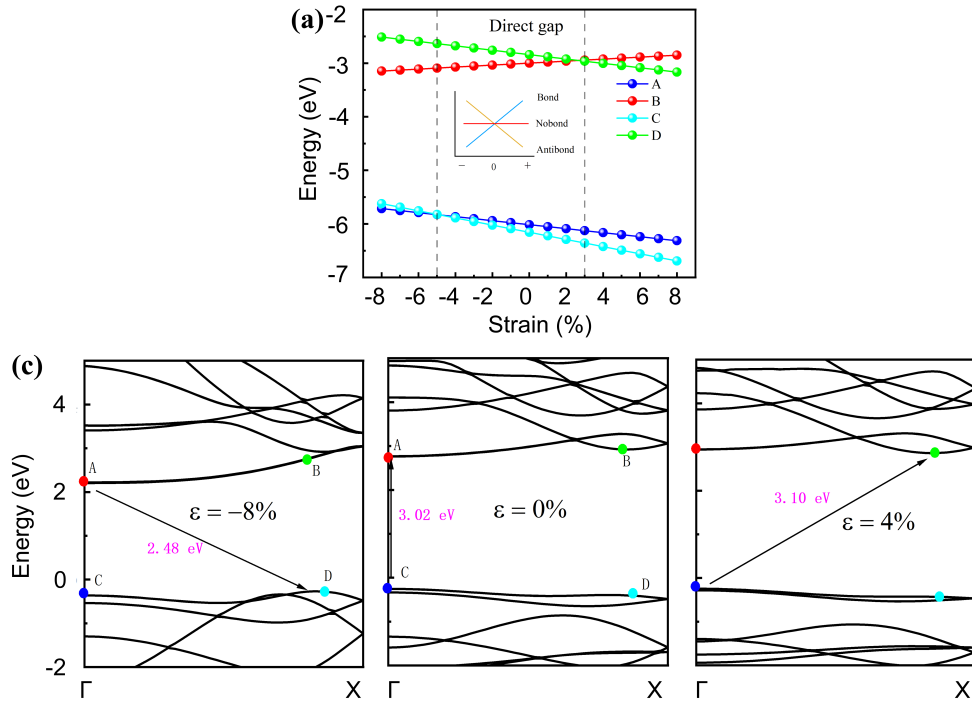 (a)
Direct gap
Energy (eV)
-2
-3
-4
-5
-6
-7
A
B
C
D
Bond
Nobond
Antibond
− 0 +
-8 -6 -4 -2 0 2 4 6 8
Strain (%)
(c)
Energy (eV)
4
2
0
-2
A
B
ε = −8%
2.48 eV
C
D
Γ X
A
B
3.02 eV
ε = 0%
C
D
Γ X
3.10 eV
ε = 4%
Γ X